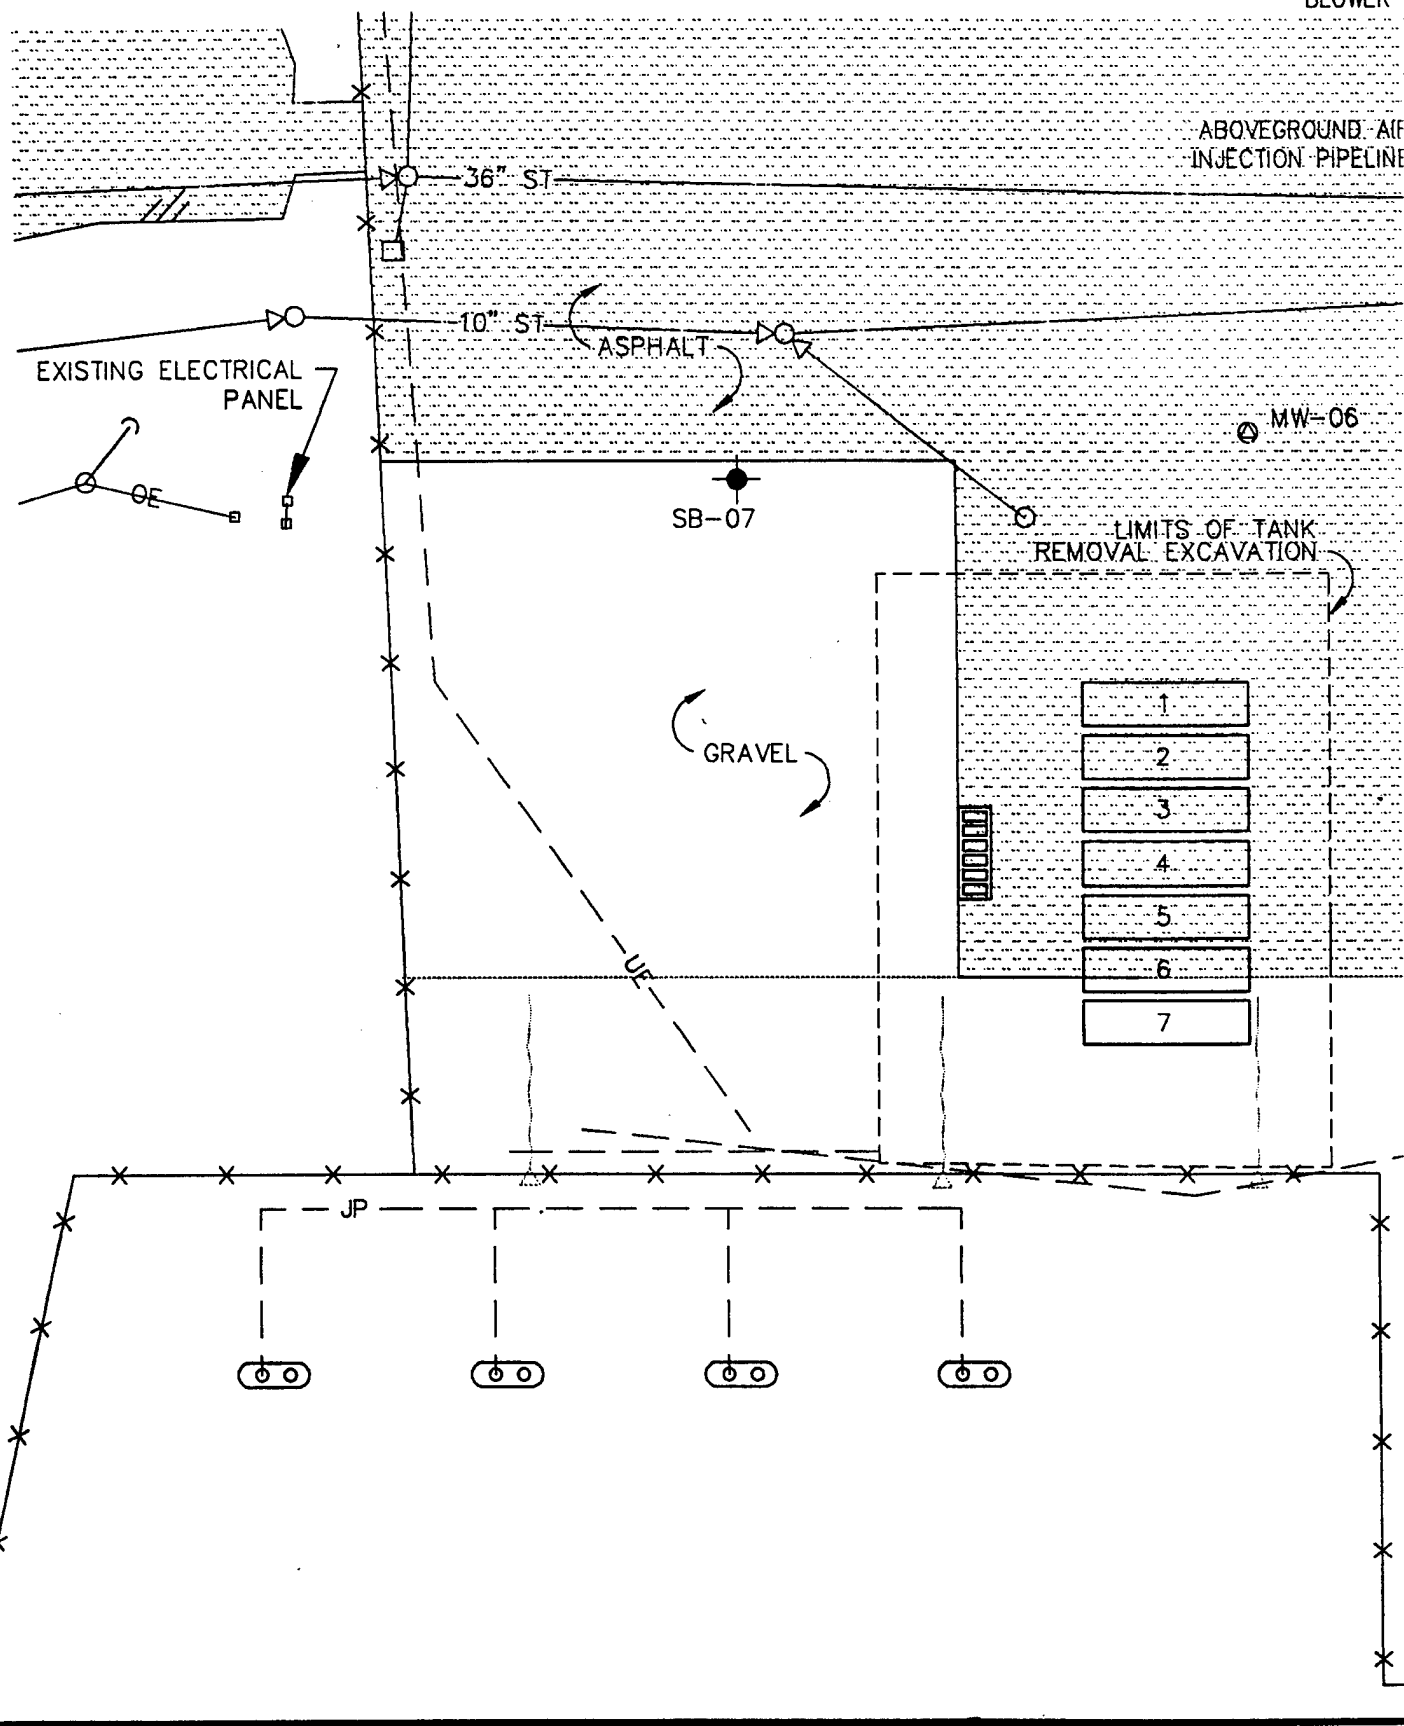 BLOWER
ABOVEGROUND AIR
INJECTION PIPELINE
36" ST
10" ST
ASPHALT
EXISTING ELECTRICAL
PANEL
MW-06
OE
SB-07
LIMITS OF TANK
REMOVAL EXCAVATION
1
2
GRAVEL
3
4
5
6
UE
7
JP